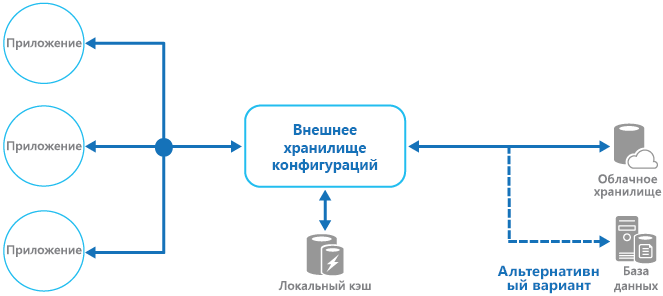 Приложение
Приложение
Приложение
Внешнее
хранилище
конфигураций
Локальный кэш
Облачное
хранилище
Альтернативн
ый вариант
База
данных